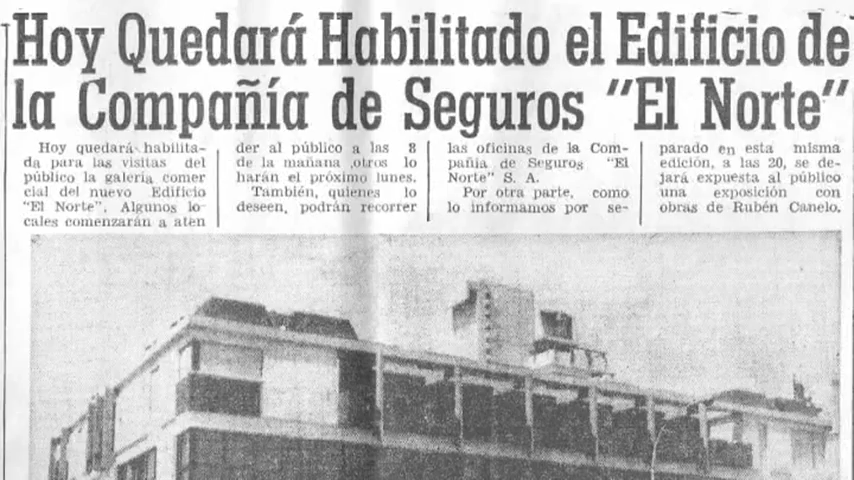 Hoy Quedará Habilitado el Edificio de
la Compañía de Seguros "El Norte"
Hoy quedará habilita-
da para las visitas del
público la galería comer
cial del nuevo Edificio
"El Norte". Algunos lo-
cales comenzarán a aten
der al público a las 8
de la mañana ,otros lo
harán el próximo lunes.
También, quienes lo
deseen, podrán recorrer
las oficinas de la Com-
pañia de Seguros "El
Norte" S. A.
Por otra parte, como
lo informamos por se-
parado en esta misma
edición, a las 20, se de-
jará expuesta al público
una exposición con
obras de Rubén Canelo.